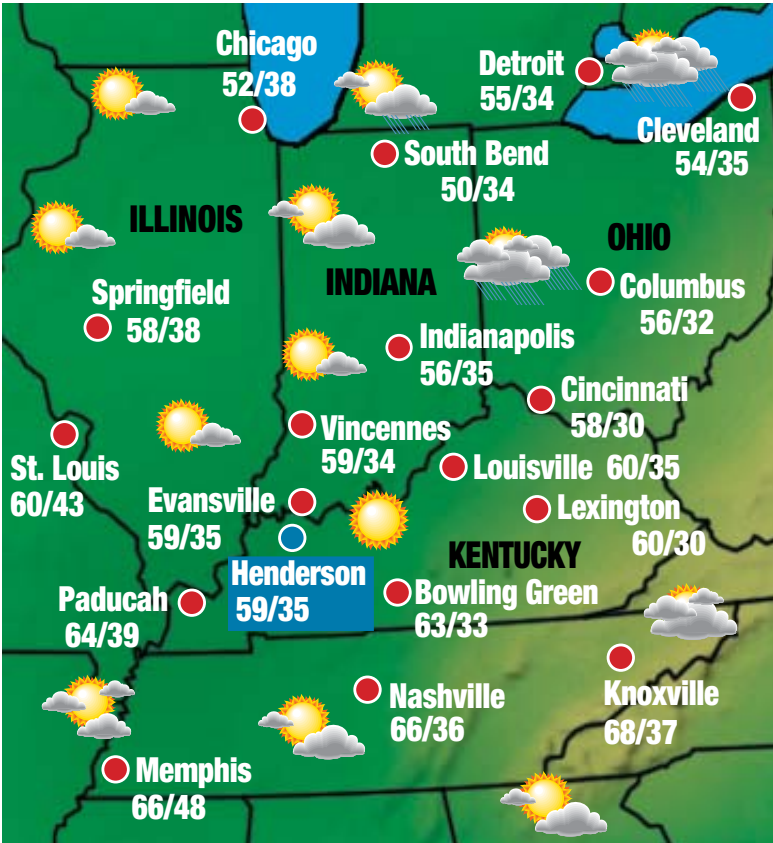 Chicago
52/38
Detroit
55/34
Cleveland
54/35
South Bend
50/34
ILLINOIS
OHIO
INDIANA
Springfield
58/38
Columbus
56/32
Indianapolis
56/35
Cincinnati
58/30
Vincennes
59/34
St. Louis
60/43
Louisville 60/35
Evansville
59/35
Lexington
60/30
KENTUCKY
Henderson
59/35
Bowling Green
63/33
Paducah
64/39
Nashville
66/36
Knoxville
68/37
Memphis
66/48